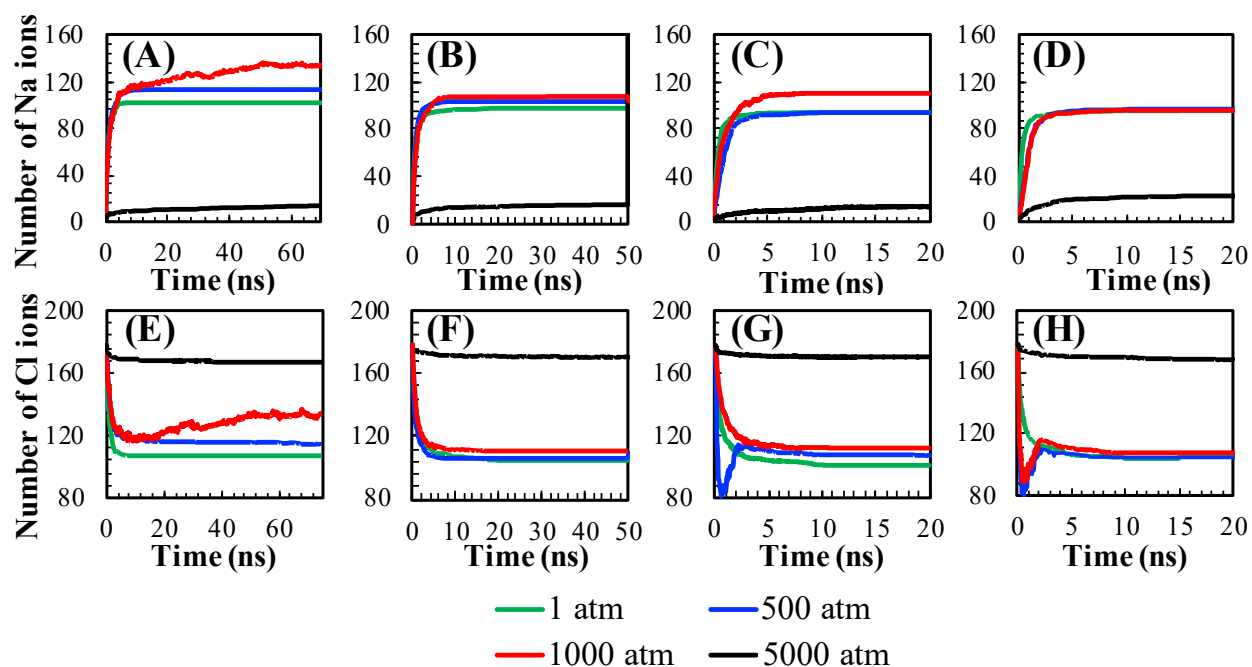 160 160 160 160
(A) (B) (C) (D)
120 120 120 120
80 80 80 80
40 40 40 40
0 0 0 0
0 20 40 60 0 10 20 30 40 50 0 5 10 15 20 0 5 10 15 20
Number of Na ions
Time (ns) Time (ns) Time (ns) Time (ns)
200 200 200 200
(E) (F) (G) (H)
160 160 160 160
120 120 120 120
80 80 80 80
0 20 40 60 0 10 20 30 40 50 0 5 10 15 20 0 5 10 15 20
Number of Cl ions
Time (ns) Time (ns) Time (ns) Time (ns)
1 atm 500 atm
1000 atm 5000 atm